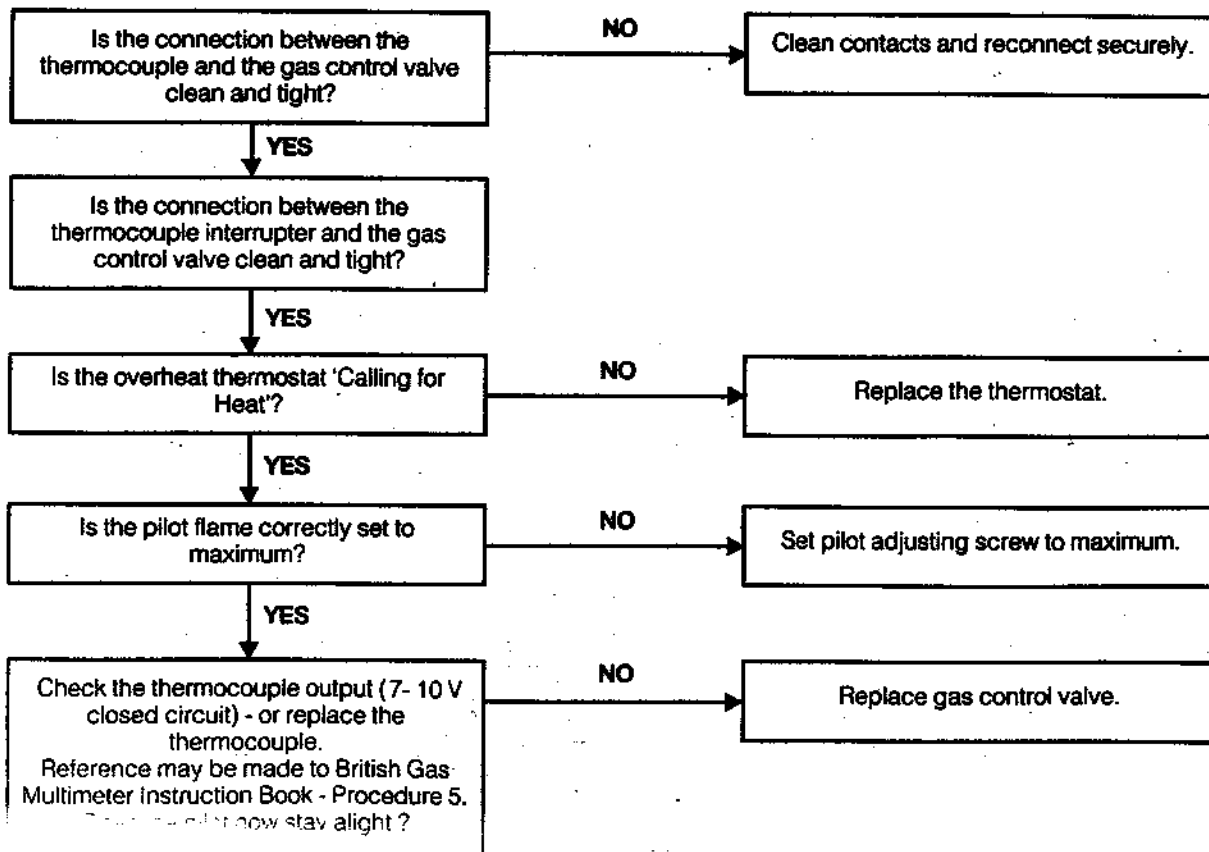 Is the connection between the
thermocouple and the gas control valve
clean and tight?
NO
Clean contacts and reconnect securely.
YES
Is the connection between the
thermocouple interrupter and the gas
control valve clean and tight?
YES
Is the overheat thermostat 'Calling for
Heat'?
NO
Replace the thermostat.
YES
Is the pilot flame correctly set to
maximum?
NO
Set pilot adjusting screw to maximum.
YES
Check the thermocouple output (7- 10 V
closed circuit) - or replace the
thermocouple.
Reference may be made to British Gas
Multimeter Instruction Book - Procedure 5.
now stay alight ?
NO
Replace gas control valve.